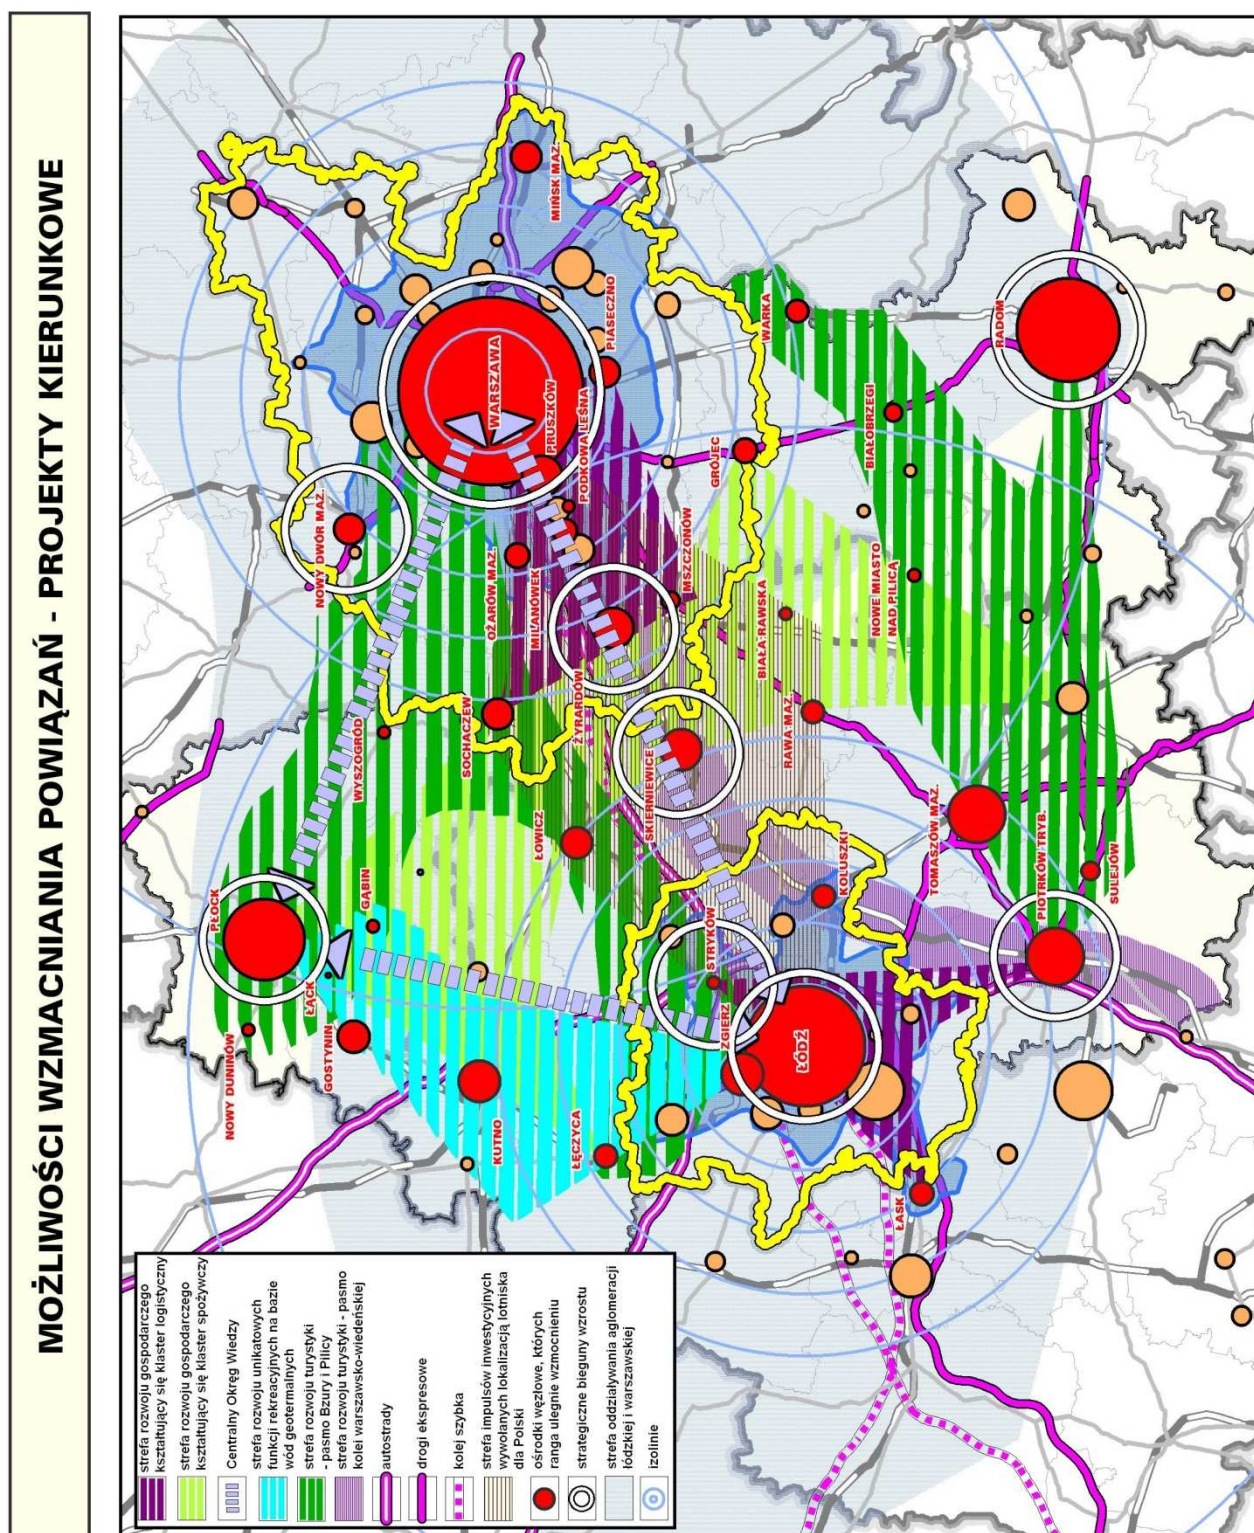 MOŻLIWOŚCI WZMACNIANIA POWIĄZAŃ - PROJEKTY KIERUNKOWE
NOWY DUNINÓW
PŁOCK
ŁĄCK
GOSTYNIN
GĄBIN
KUTNO
ŁĘCZYCA
WYSZOGRÓD
NOWY DWÓR MAZ.
SOCHACZEW
OŻARÓW MAZ.
MILANÓWEK
WARSZAWA
PRUSZKÓW
PODKOWA LEŚNA
PIASECZNO
MIŃSK MAZ.
ŁOWICZ
ŻYRARDÓW
MSZCZONÓW
SKIERNIEWICE
GRÓJEC
WARKA
BIAŁA RAWSKA
RAWA MAZ.
STRYKÓW
ZGIERZ
ŁÓDŹ
KOLUSZKI
ŁASK
BIAŁOBRZEGI
NOWE MIASTO
NAD PILICĄ
TOMASZÓW MAZ.
PIOTRKÓW TRYB.
SULEJÓW
RADOM
strefa rozwoju gospodarczego
kształtujący się klaster logistyczny
strefa rozwoju gospodarczego
kształtujący się klaster spożywczy
Centralny Okręg Wiedzy
strefa rozwoju unikatowych
funkcji rekreacyjnych na bazie
wód geotermalnych
strefa rozwoju turystyki
- pasmo Bzury i Pilicy
strefa rozwoju turystyki - pasmo
kolei warszawsko-wiedeńskiej
autostrady
drogi ekspresowe
kolej szybka
strefa impulsów inwestycyjnych
wywołanych lokalizacją lotniska
dla Polski
ośrodki węzłowe, których
ranga ulegnie wzmocnieniu
strategiczne bieguny wzrostu
strefa oddziaływania aglomeracji
łódzkiej i warszawskiej
izolinie